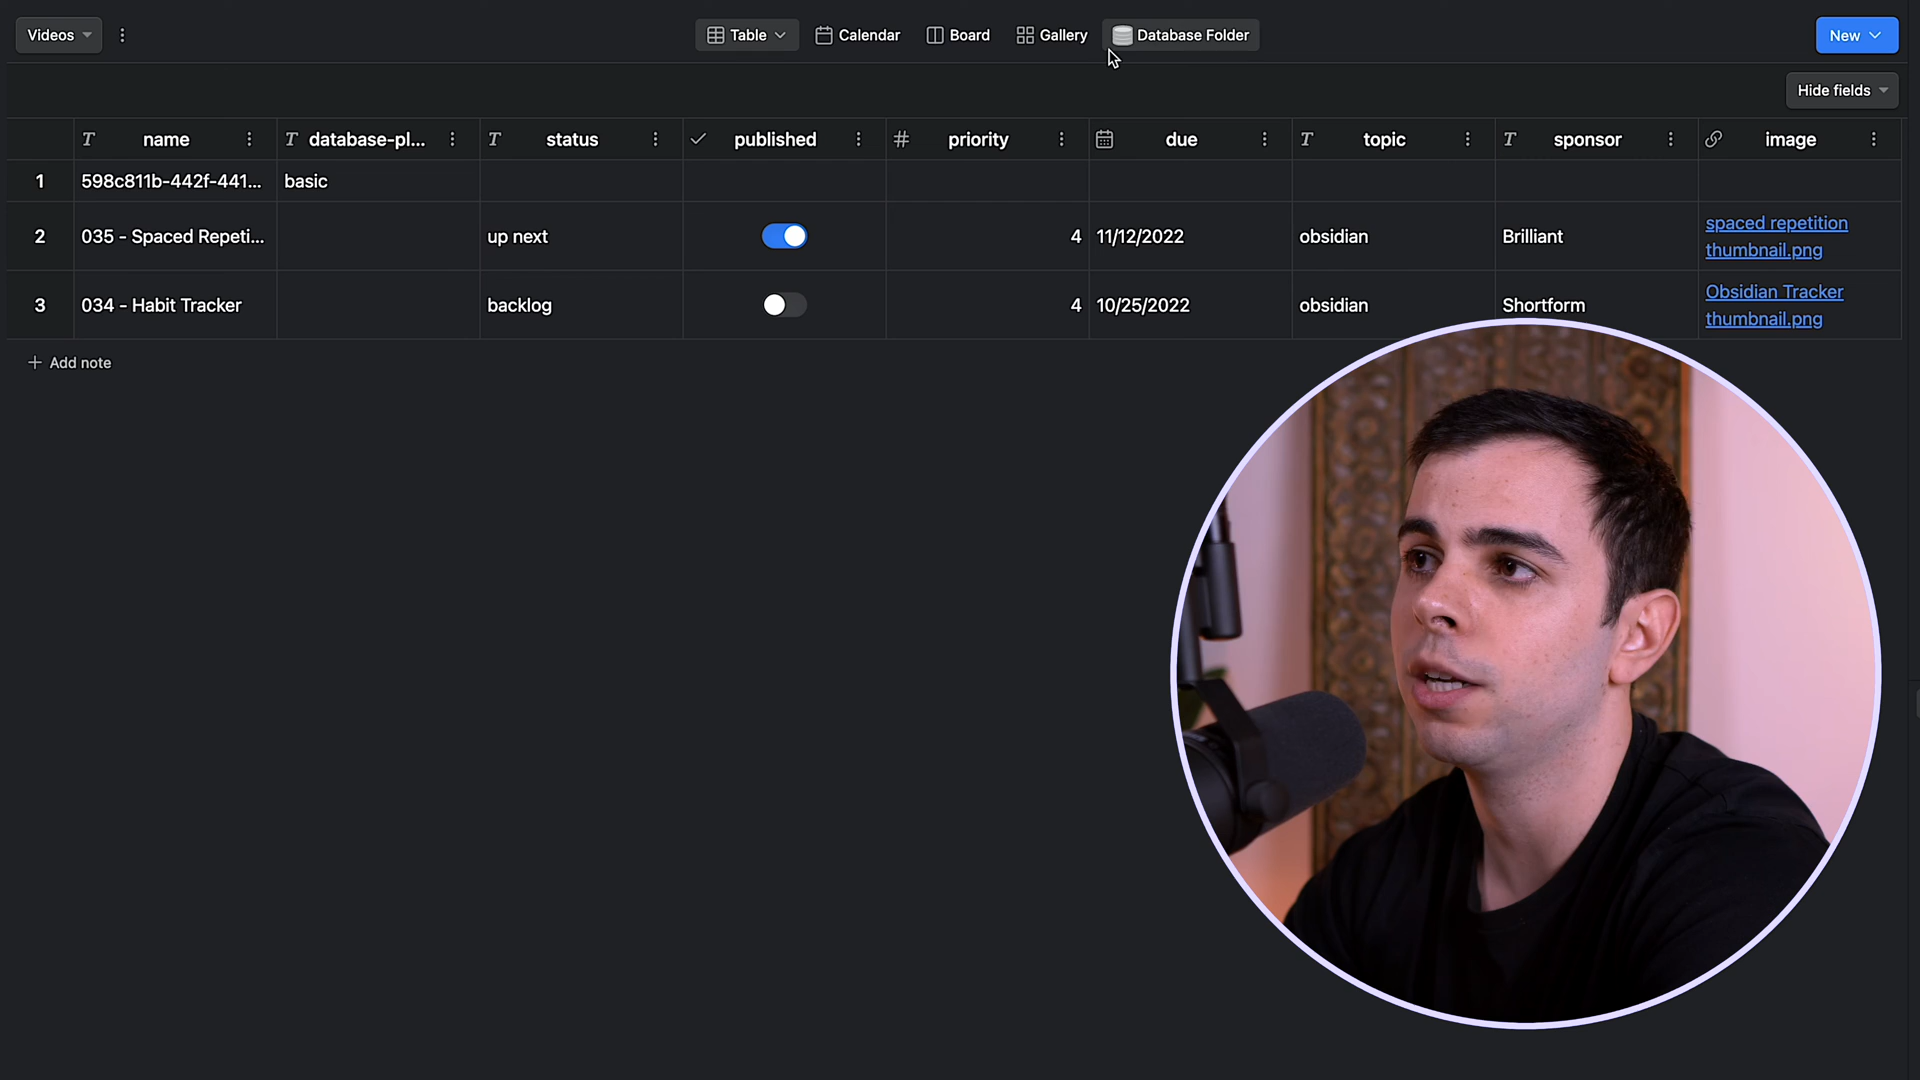 Videos
Table
Calendar
Board
Gallery
Database Folder
New
Hide fields
name
database-pl...
status
published
priority
due
topic
sponsor
image
1
598c811b-442f-441...
basic
2
035 - Spaced Repeti...
up next
4
11/12/2022
obsidian
Brilliant
spaced repetition
thumbnail.png
3
034 - Habit Tracker
backlog
4
10/25/2022
obsidian
Shortform
Obsidian Tracker
thumbnail.png
+ Add note